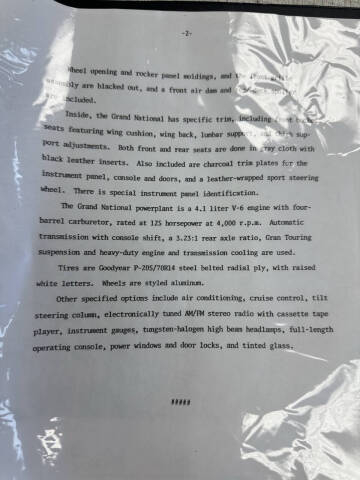 -2-
Wheel opening and rocker panel moldings, and the front grille
assembly are blacked out, and a front air dam and
are included.
Inside, the Grand National has specific trim, including front bucket
seats featuring wing cushion, wing back, lumbar support, and thigh sup-
port adjustments. Both front and rear seats are done in gray cloth with
black leather inserts. Also included are charcoal trim plates for the
instrument panel, console and doors, and a leather-wrapped sport steering
wheel. There is special instrument panel identification.
The Grand National powerplant is a 4.1 liter V-6 engine with four-
barrel carburetor, rated at 125 horsepower at 4,000 r.p.m. Automatic
transmission with console shift, a 3.23:1 rear axle ratio, Gran Touring
suspension and heavy-duty engine and transmission cooling are used.
Tires are Goodyear P-205/70R14 steel belted radial ply, with raised
white letters. Wheels are styled aluminum.
Other specified options include air conditioning, cruise control, tilt
steering column, electronically tuned AM/FM stereo radio with cassette tape
player, instrument gauges, tungsten-halogen high beam headlamps, full-length
operating console, power windows and door locks, and tinted glass.
#####